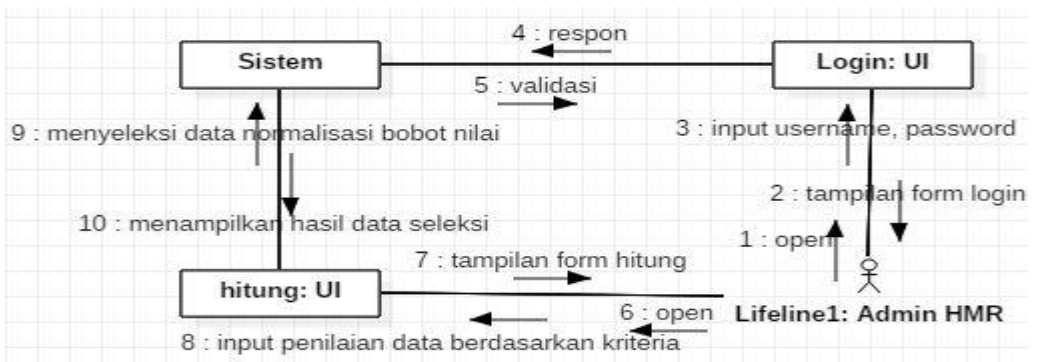 4 : respon
Sistem
Login: UI
5 : validasi
9 : menyeleksi data normalisasi bobot nilai
3 : input username, password
2 : tampilan form login
10 : menampilkan hasil data seleksi
1 : open
7 : tampilan form hitung
hitung: UI
6 : open
Lifeline1: Admin HMR
8 : input penilaian data berdasarkan kriteria